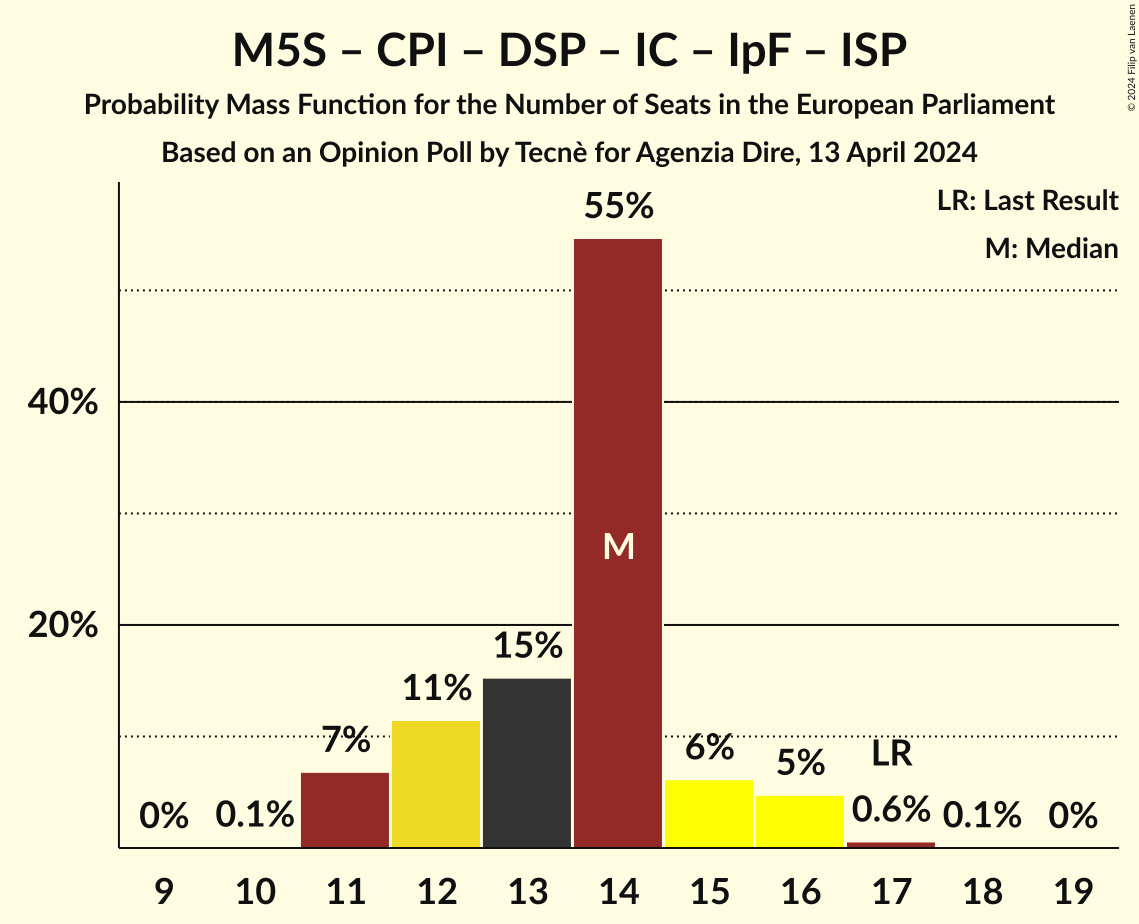 M5S – CPI – DSP – IC – IpF – ISP
Probability Mass Function for the Number of Seats in the European Parliament
Based on an Opinion Poll by Tecnè for Agenzia Dire, 13 April 2024
© 2024 Filip van Laenen
LR: Last Result
M: Median
55%
40%
M
20%
15%
11%
7%
6%
5%
LR
0%
0.1%
0.6%
0.1%
0%
9 10 11 12 13 14 15 16 17 18 19